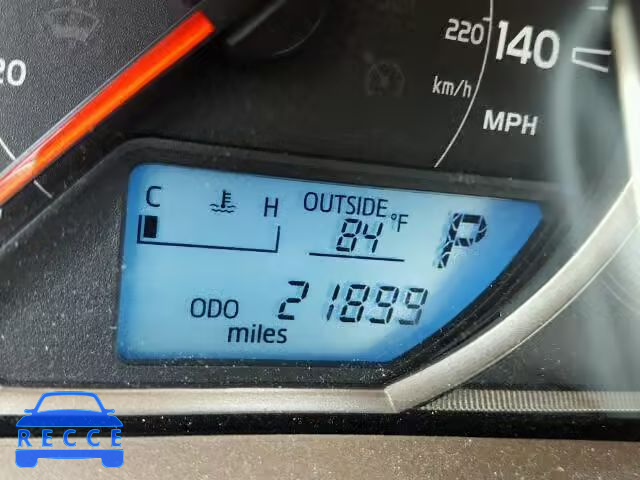 220 140
20
km/h
MPH
C H OUTSIDE
84 °F P
ODO 21899
miles
RECCE